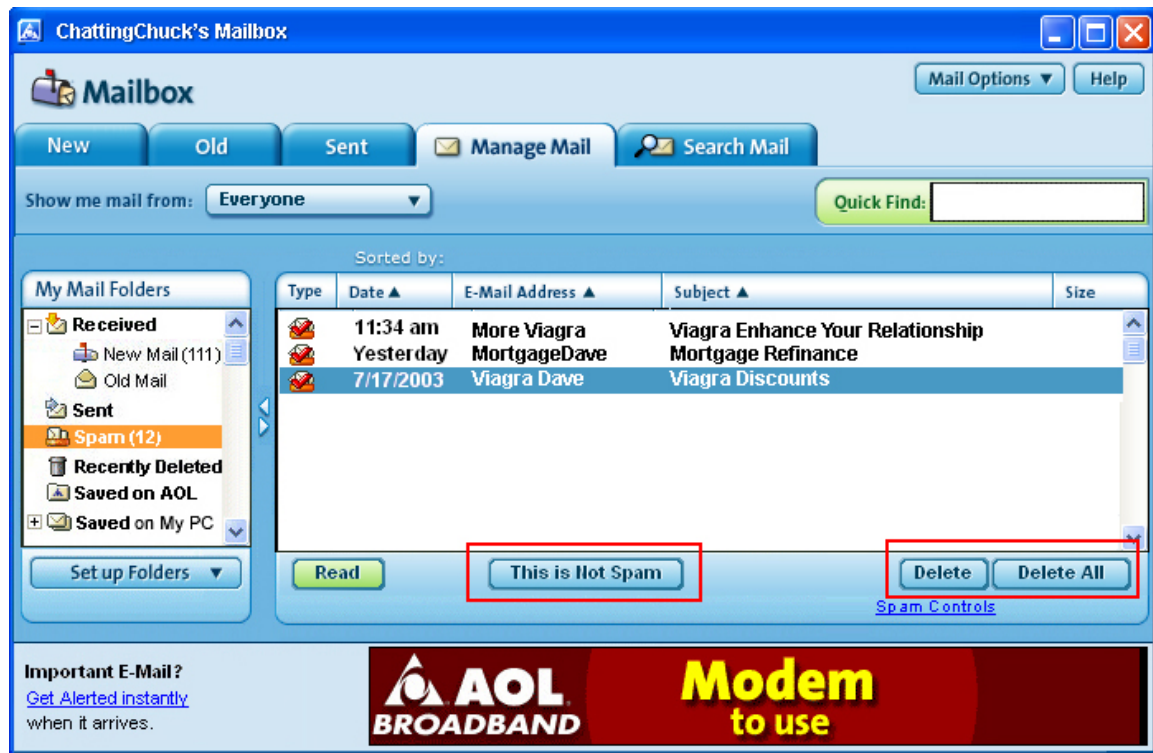 ChattingChuck's Mailbox
Mailbox
Mail Options Help
New Old Sent Manage Mail Search Mail
Show me mail from: Everyone Quick Find:
Sorted by:
My Mail Folders
Received
New Mail (111)
Old Mail
Sent
Spam (12)
Recently Deleted
Saved on AOL
Saved on My PC
Set up Folders
Type Date E-Mail Address Subject Size
11:34 am More Viagra Viagra Enhance Your Relationship
Yesterday MortgageDave Mortgage Refinance
7/17/2003 Viagra Dave Viagra Discounts
Read This is Not Spam Delete Delete All
Spam Controls
Important E-Mail?
Get Alerted instantly
when it arrives.
AOL
BROADBAND
Modem
to use